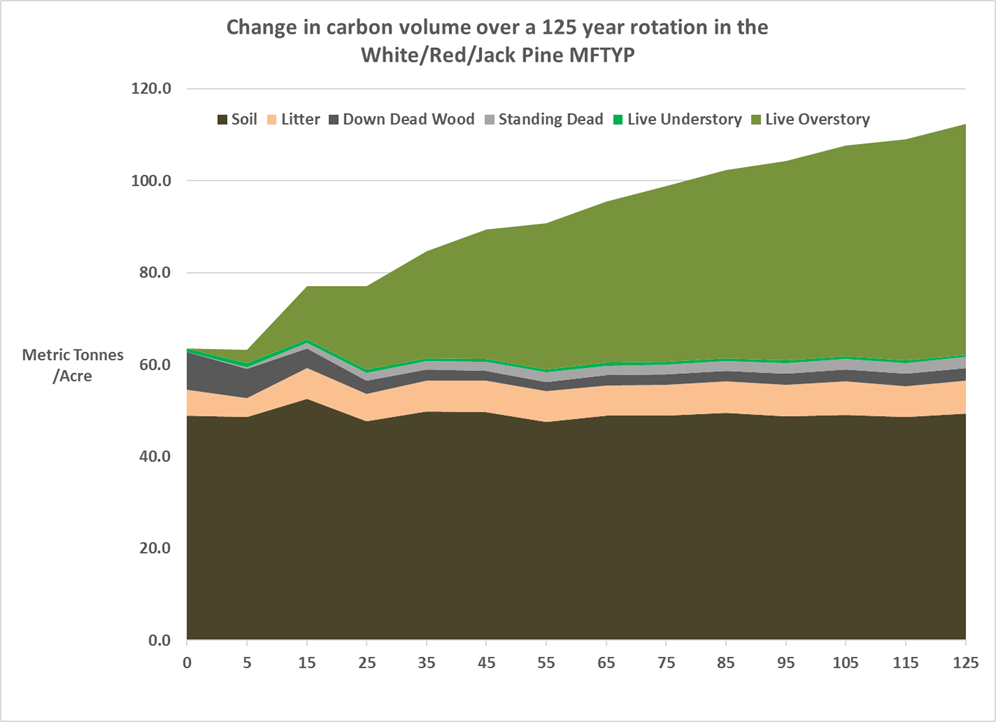 Change in carbon volume over a 125 year rotation in the
White/Red/Jack Pine MFTYP
120.0
Soil Litter Down Dead Wood Standing Dead Live Understory Live Overstory
100.0
80.0
60.0
Metric Tonnes
/Acre
40.0
20.0
0.0
0 5 15 25 35 45 55 65 75 85 95 105 115 125